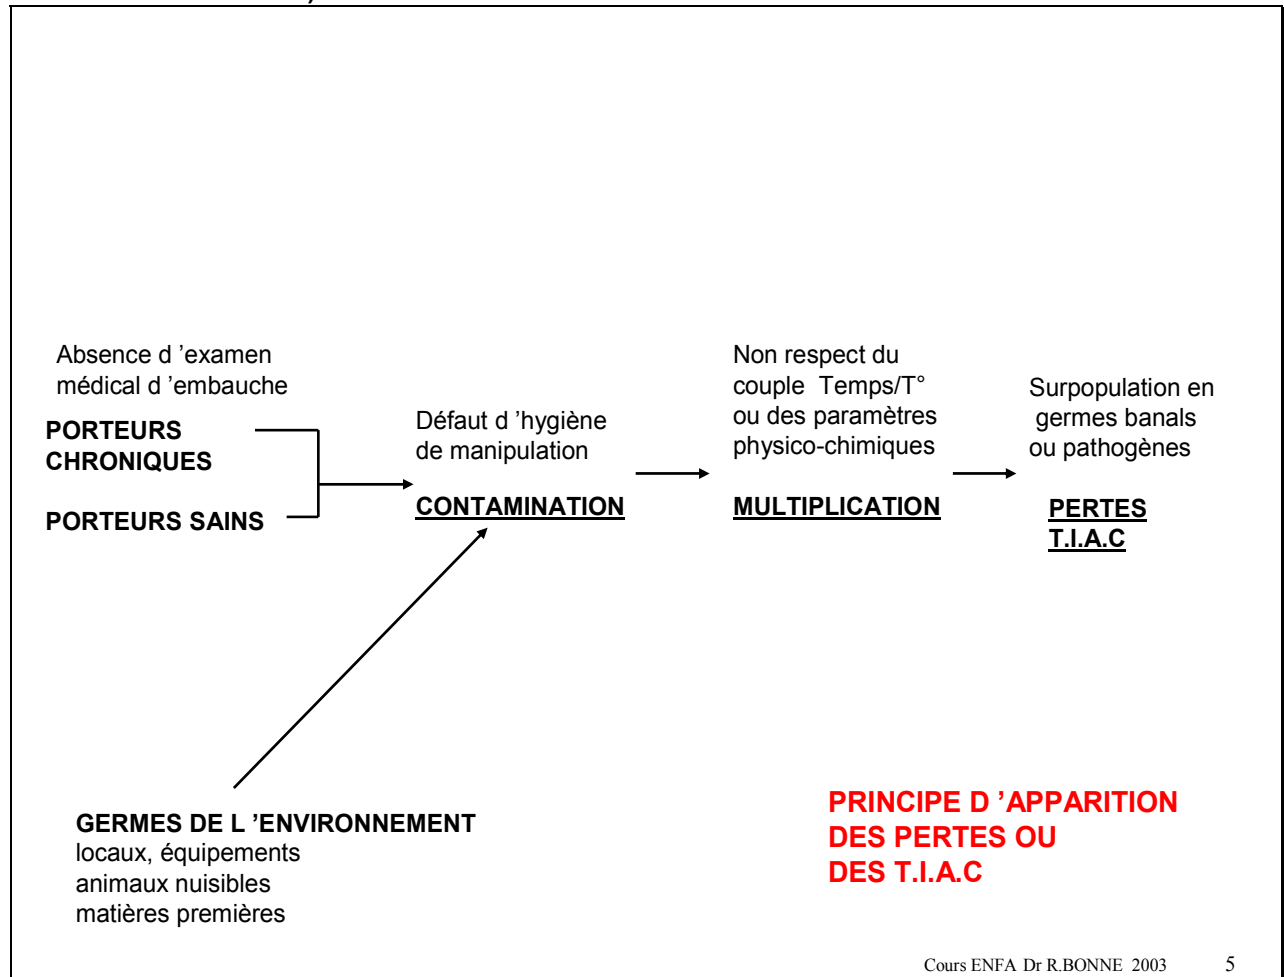 Absence d ’examen
médical d ’embauche
PORTEURS
CHRONIQUES
PORTEURS SAINS
Défaut d ’hygiène
de manipulation
CONTAMINATION
Non respect du
couple Temps/T°
ou des paramètres
physico-chimiques
MULTIPLICATION
Surpopulation en
germes banals
ou pathogènes
PERTES
T.I.A.C
GERMES DE L ’ENVIRONNEMENT
locaux, équipements
animaux nuisibles
matières premières
PRINCIPE D ’APPARITION
DES PERTES OU
DES T.I.A.C
Cours ENFA Dr R.BONNE 2003 5